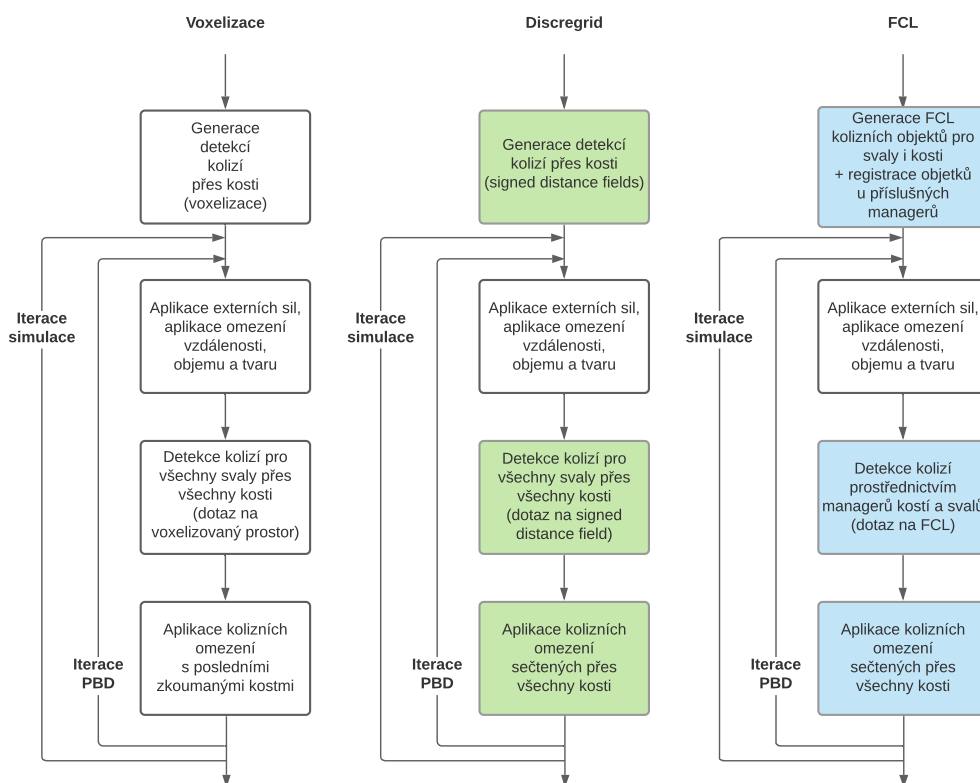 Voxelizace
Generace
detekcí
kolizí
přes kosti
(voxelizace)
Iterace
simulace
Aplikace externích sil,
aplikace omezení
vzdálenosti,
objemu a tvaru
Detekce kolizí pro
všechny svaly přes
všechny kosti
(dotaz na
voxelizovaný prostor)
Iterace
PBD
Aplikace kolizních
omezení
s posledními
zkoumanými kostmi
Discregrid
Generace detekcí
kolizí přes kosti
(signed distance fields)
Iterace
simulace
Aplikace externích sil,
aplikace omezení
vzdálenosti,
objemu a tvaru
Detekce kolizí pro
všechny svaly přes
všechny kosti
(dotaz na signed
distance field)
Iterace
PBD
Aplikace kolizních
omezení
sečtených přes
všechny kosti
FCL
Generace FCL
kolizních objektů pro
svaly i kosti
+ registrace objetků
u příslušných
managerů
Iterace
simulace
Aplikace externích sil,
aplikace omezení
vzdálenosti,
objemu a tvaru
Detekce kolizí
prostřednictvím
managerů kostí a svalů
(dotaz na FCL)
Iterace
PBD
Aplikace kolizních
omezení
sečtených přes
všechny kosti